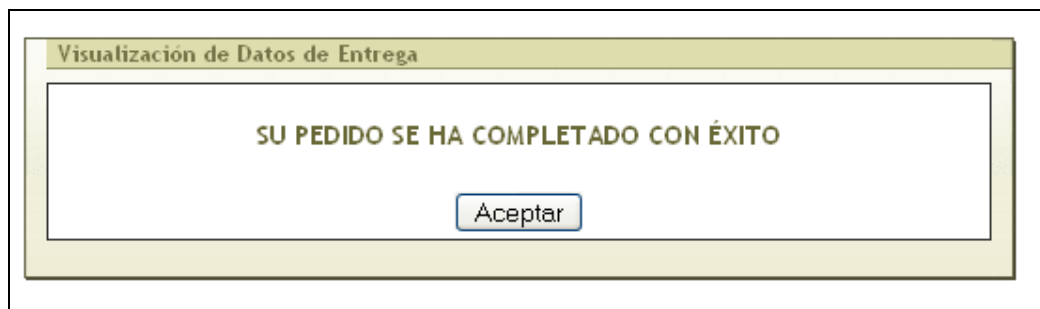 Visualización de Datos de Entrega
SU PEDIDO SE HA COMPLETADO CON ÉXITO
Aceptar